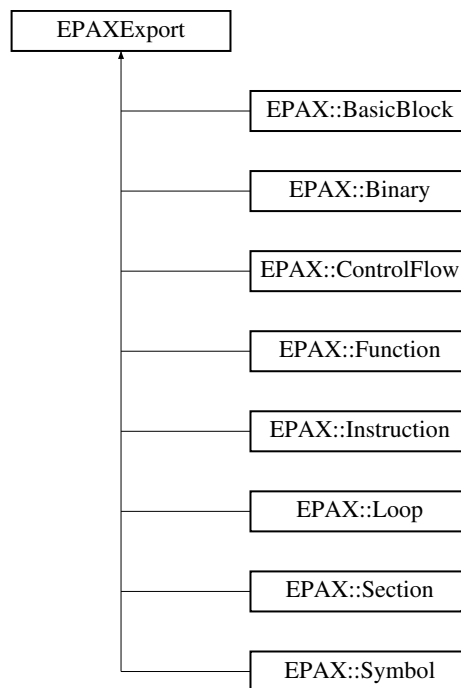 EPAXExport
EPAX::BasicBlock
EPAX::Binary
EPAX::ControlFlow
EPAX::Function
EPAX::Instruction
EPAX::Loop
EPAX::Section
EPAX::Symbol